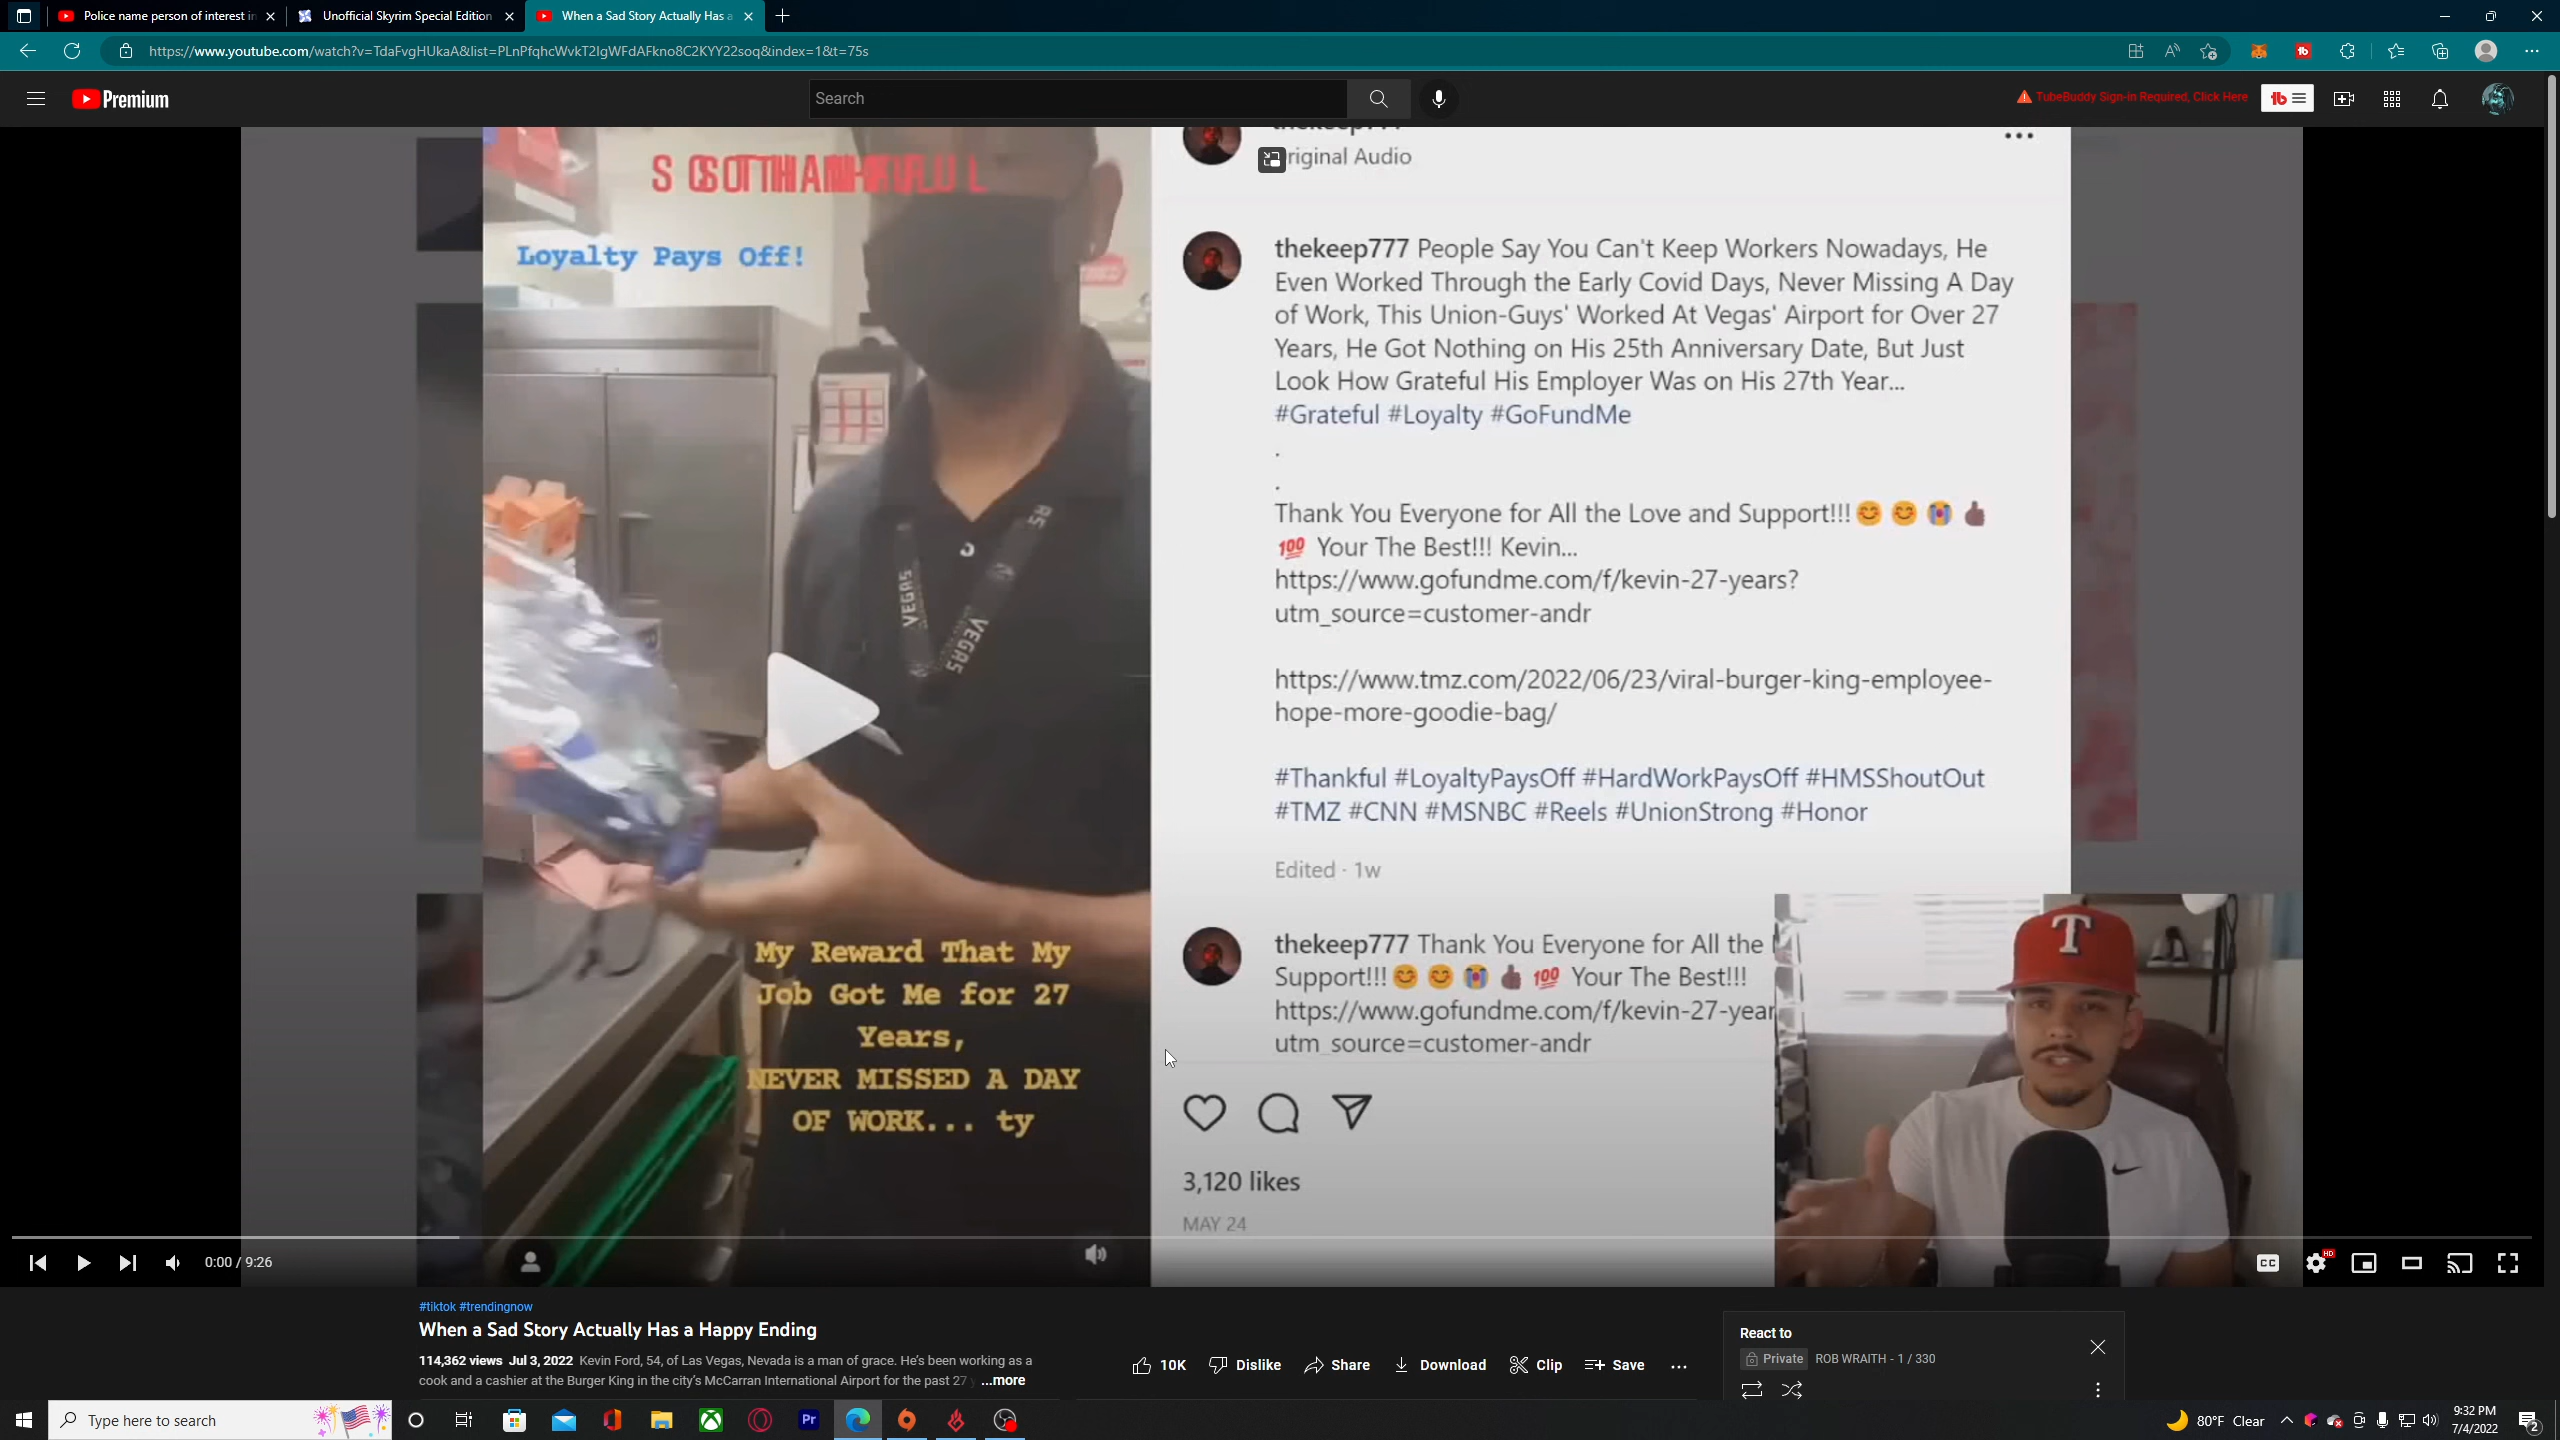 Police name person of interest in
Unofficial Skyrim Special Edition
When a Sad Story Actually Has a
https://www.youtube.com/watch?v=TdaFvgHUkaA&list=PLnPfqhcWvkT2IgWFdAFkno8C2KYY22soq&index=1&t=75s
Premium
Search
TubeBuddy Sign-in Required, Click Here
Loyalty Pays Off!
VEGAS
VEGAS
My Reward That My
Job Got Me for 27
Years,
NEVER MISSED A DAY
OF WORK... ty
thekeep777
riginal Audio
thekeep777 People Say You Can't Keep Workers Nowadays, He
Even Worked Through the Early Covid Days, Never Missing A Day
of Work, This Union-Guys' Worked At Vegas' Airport for Over 27
Years, He Got Nothing on His 25th Anniversary Date, But Just
Look How Grateful His Employer Was on His 27th Year...
#Grateful #Loyalty #GoFundMe
.
.
Thank You Everyone for All the Love and Support!!!😊 😊 😭 👍🏿
💯 Your The Best!!! Kevin...
https://www.gofundme.com/f/kevin-27-years?
utm_source=customer-andr
https://www.tmz.com/2022/06/23/viral-burger-king-employee-
hope-more-goodie-bag/
#Thankful #LoyaltyPaysOff #HardWorkPaysOff #HMSShoutOut
#TMZ #CNN #MSNBC #Reels #UnionStrong #Honor
Edited · 1w
thekeep777 Thank You Everyone for All the
Support!!!😊 😊 😭 👍🏿 💯 Your The Best!!!
https://www.gofundme.com/f/kevin-27-year
utm_source=customer-andr
3,120 likes
MAY 24
T
0:00 / 9:26
CC
HD
#tiktok #trendingnow
When a Sad Story Actually Has a Happy Ending
114,362 views Jul 3, 2022 Kevin Ford, 54, of Las Vegas, Nevada is a man of grace. He's been working as a
cook and a cashier at the Burger King in the city's McCarran International Airport for the past 27 y ...more
10K Dislike Share Download Clip Save ...
React to
Private ROB WRAITH - 1 / 330
Type here to search
Pr
80°F Clear
9:32 PM
7/4/2022
2